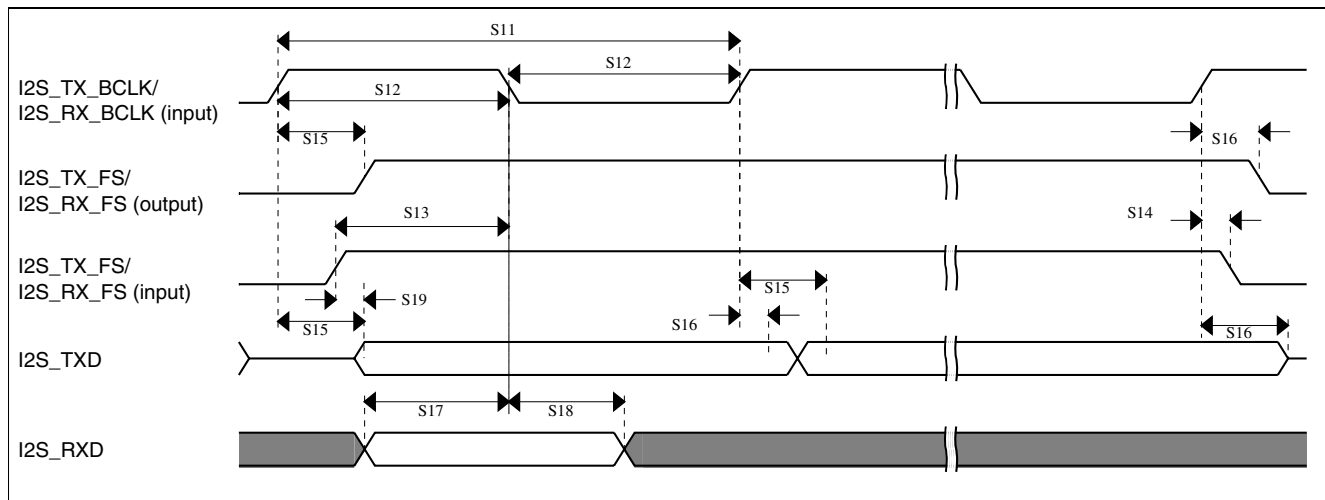 S11
S12
I2S_TX_BCLK/
I2S_RX_BCLK (input)
S12
S15
S16
I2S_TX_FS/
I2S_RX_FS (output)
S13
S14
I2S_TX_FS/
I2S_RX_FS (input)
S15
S19
S15
S16
S16
I2S_TXD
S17
S18
I2S_RXD